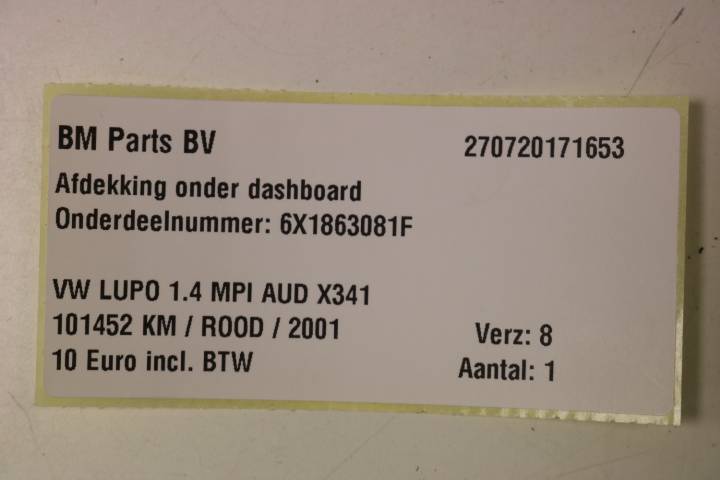 BM Parts BV 270720171653
Afdekking onder dashboard
Onderdeelnummer: 6X1863081F
VW LUPO 1.4 MPI AUD X341
101452 KM / ROOD / 2001 Verz: 8
10 Euro incl. BTW Aantal: 1